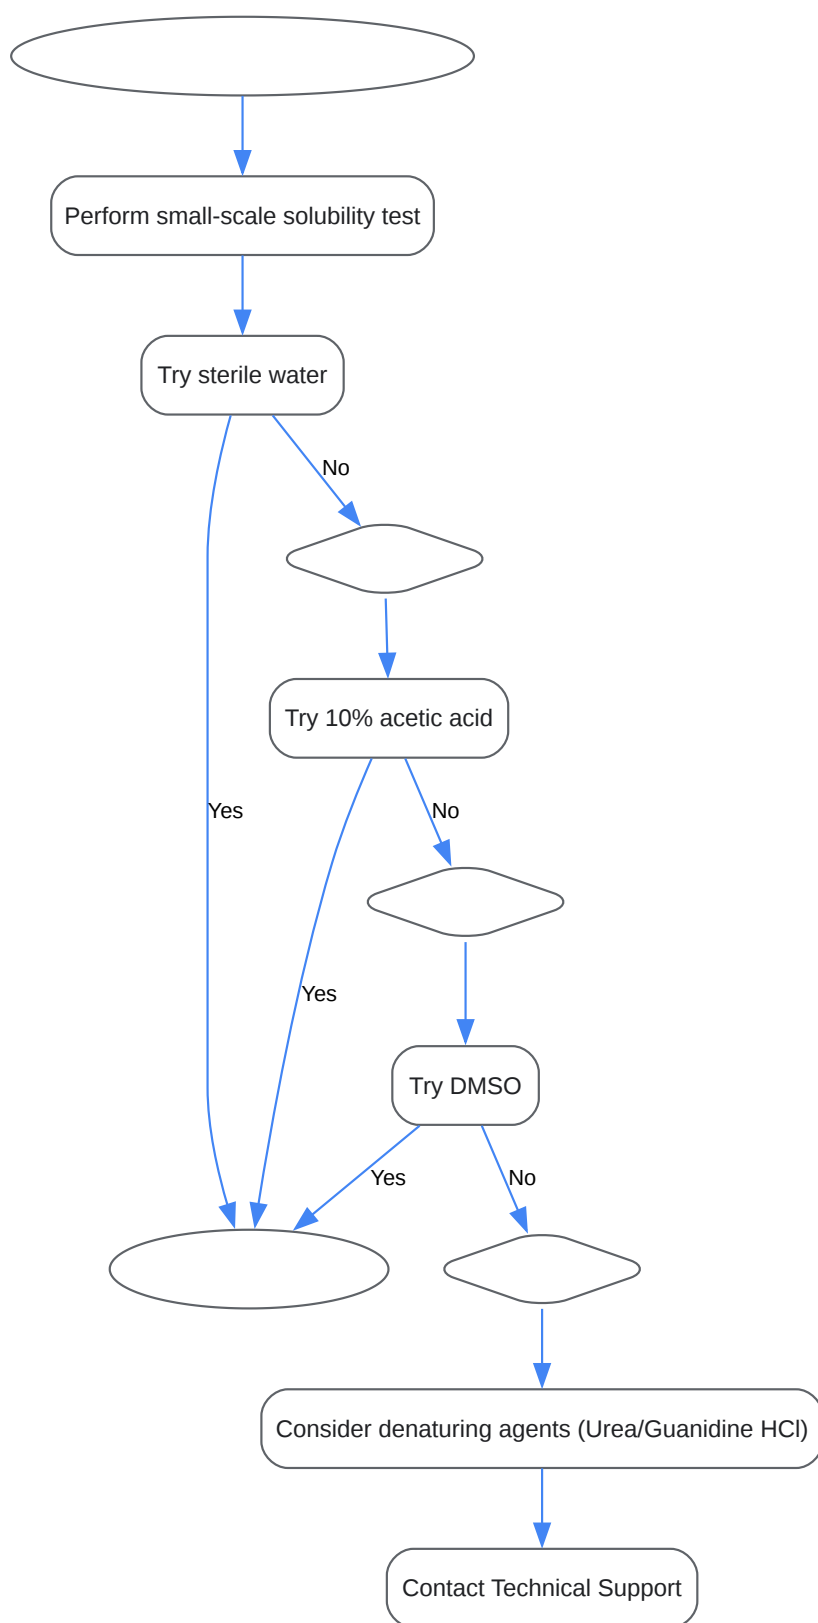 Perform small-scale solubility test
Try sterile water
No
Try 10% acetic acid
Yes
No
Yes
Try DMSO
Yes
No
Consider denaturing agents (Urea/Guanidine HCl)
Contact Technical Support